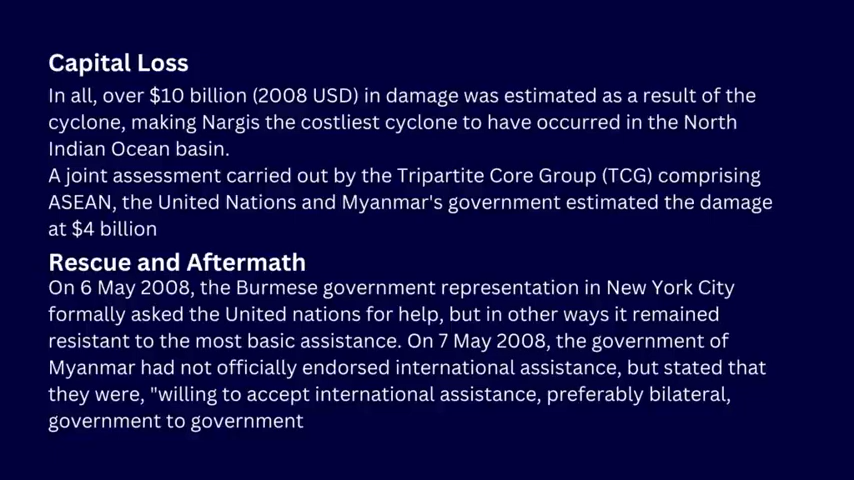 Capital Loss
In all, over $10 billion (2008 USD) in damage was estimated as a result of the
cyclone, making Nargis the costliest cyclone to have occurred in the North
Indian Ocean basin.
A joint assessment carried out by the Tripartite Core Group (TCG) comprising
ASEAN, the United Nations and Myanmar's government estimated the damage
at $4 billion
Rescue and Aftermath
On 6 May 2008, the Burmese government representation in New York City
formally asked the United nations for help, but in other ways it remained
resistant to the most basic assistance. On 7 May 2008, the government of
Myanmar had not officially endorsed international assistance, but stated that
they were, "willing to accept international assistance, preferably bilateral,
government to government